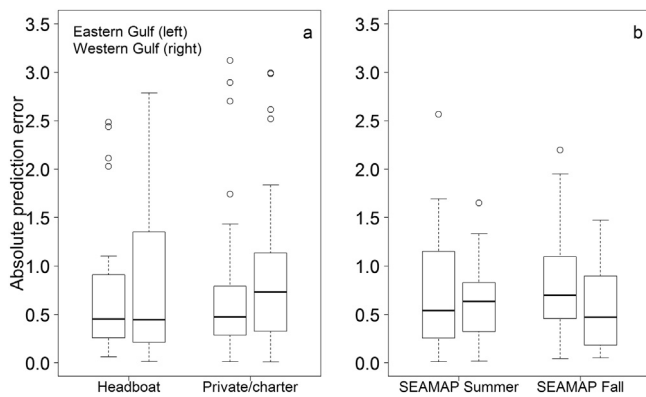 Absolute prediction error
3.5
3.0
2.5
2.0
1.5
1.0
0.5
0.0
Eastern Gulf (left)
Western Gulf (right)
a
Headboat
Private/charter
3.5
3.0
2.5
2.0
1.5
1.0
0.5
0.0
b
SEAMAP Summer
SEAMAP Fall